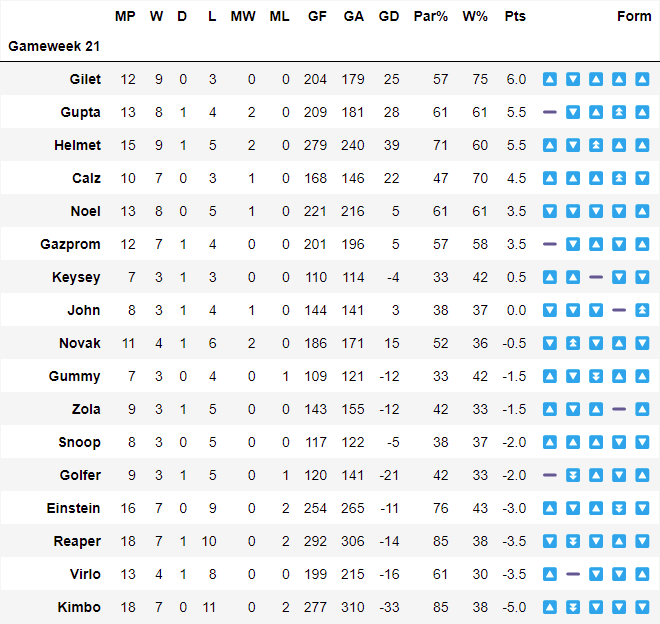 MP W D L MW ML GF GA GD Par% W% Pts Form
Gameweek 21
Gilet 12 9 0 3 0 0 204 179 25 57 75 6.0
Gupta 13 8 1 4 2 0 209 181 28 61 61 5.5
Helmet 15 9 1 5 2 0 279 240 39 71 60 5.5
Calz 10 7 0 3 1 0 168 146 22 47 70 4.5
Noel 13 8 0 5 1 0 221 216 5 61 61 3.5
Gazprom 12 7 1 4 0 0 201 196 5 57 58 3.5
Keysey 7 3 1 3 0 0 110 114 -4 33 42 0.5
John 8 3 1 4 1 0 144 141 3 38 37 0.0
Novak 11 4 1 6 2 0 186 171 15 52 36 -0.5
Gummy 7 3 0 4 0 1 109 121 -12 33 42 -1.5
Zola 9 3 1 5 0 0 143 155 -12 42 33 -1.5
Snoop 8 3 0 5 0 0 117 122 -5 38 37 -2.0
Golfer 9 3 1 5 0 1 120 141 -21 42 33 -2.0
Einstein 16 7 0 9 0 2 254 265 -11 76 43 -3.0
Reaper 18 7 1 10 0 2 292 306 -14 85 38 -3.5
Virlo 13 4 1 8 0 0 199 215 -16 61 30 -3.5
Kimbo 18 7 0 11 0 2 277 310 -33 85 38 -5.0